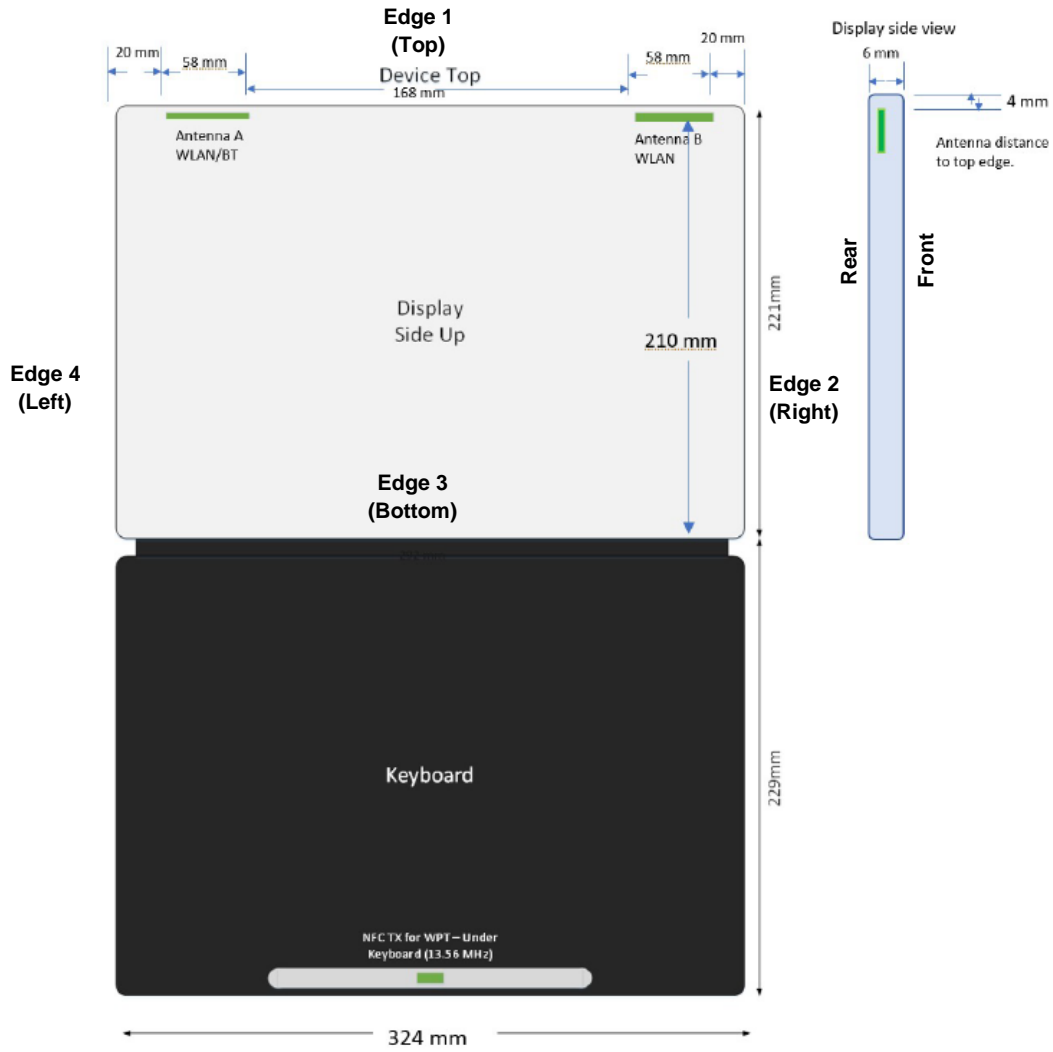 Edge 1
(Top)
Display side view
20 mm
58 mm
Device Top
168 mm
58 mm
20 mm
6 mm
4 mm
Antenna distance
to top edge.
Antenna A
WLAN/BT
Antenna B
WLAN
Rear
Front
Display
Side Up
210 mm
221mm
Edge 4
(Left)
Edge 2
(Right)
Edge 3
(Bottom)
Keyboard
229mm
NFC TX for WPT – Under
Keyboard (13.56 MHz)
324 mm